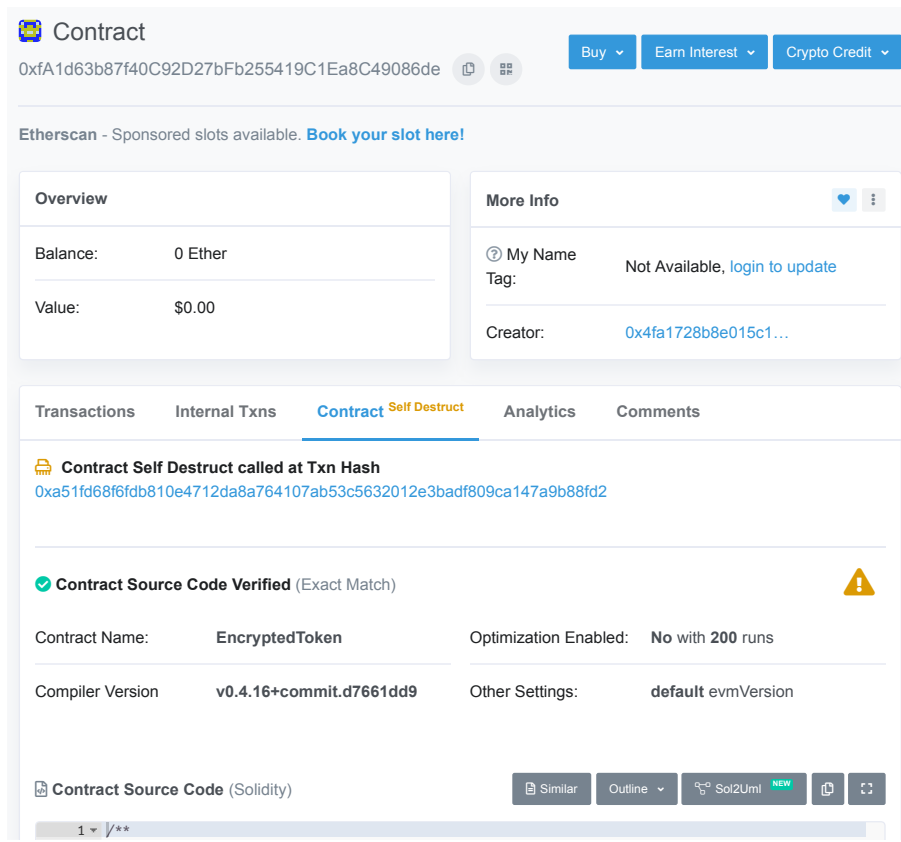 Contract
0xfA1d63b87f40C92D27bFb255419C1Ea8C49086de
Buy
Earn Interest
Crypto Credit
Etherscan - Sponsored slots available. Book your slot here!
Overview
Balance: 0 Ether
Value: $0.00
More Info
My Name Tag: Not Available, login to update
Creator: 0x4fa1728b8e015c1…
Transactions
Internal Txns
Contract Self Destruct
Analytics
Comments
Contract Self Destruct called at Txn Hash
0xa51fd68f6fdb810e4712da8a764107ab53c5632012e3badf809ca147a9b88fd2
Contract Source Code Verified (Exact Match)
Contract Name: EncryptedToken
Optimization Enabled: No with 200 runs
Compiler Version v0.4.16+commit.d7661dd9
Other Settings: default evmVersion
Contract Source Code (Solidity)
Similar
Outline
Sol2Uml NEW
1 /**